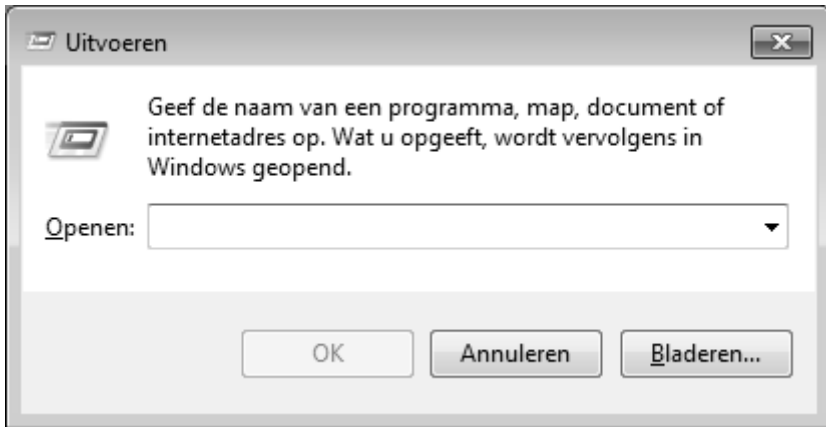 Uitvoeren
Geef de naam van een programma, map, document of
internetadres op. Wat u opgeeft, wordt vervolgens in
Windows geopend.
Openen:
OK Annuleren Bladeren...